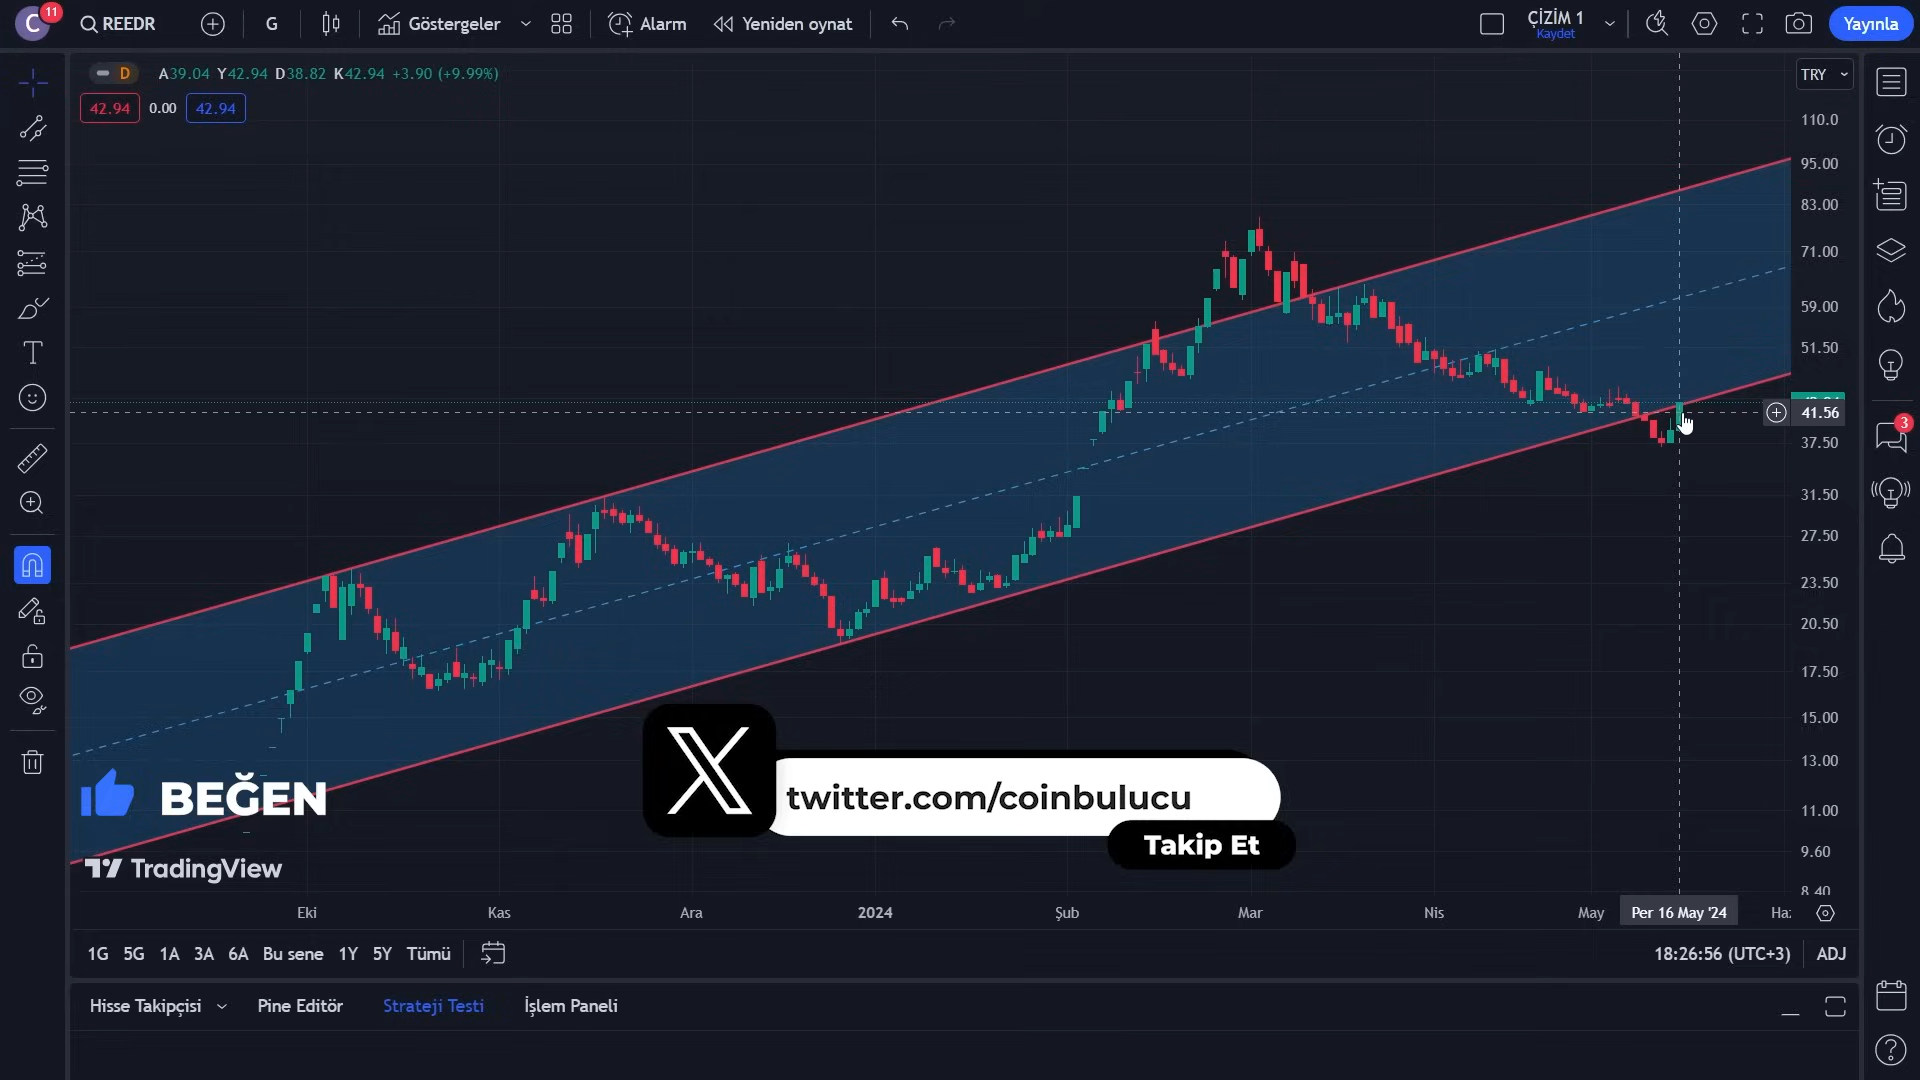 C
11
REEDR
G
Göstergeler
Alarm
Yeniden oynat
ÇİZİM 1
Kaydet
Yayınla
D
A39.04 Y42.94 D38.82 K42.94 +3.90 (+9.99%)
42.94
0.00
42.94
TRY
110.0
95.00
83.00
71.00
59.00
51.50
41.56
37.50
31.50
27.50
23.50
20.50
17.50
15.00
13.00
11.00
9.60
8.40
3
BEĞEN
twitter.com/coinbulucu
Takip Et
TradingView
Eki
Kas
Ara
2024
Şub
Mar
Nis
May
Per 16 May '24
1G 5G 1A 3A 6A Bu sene 1Y 5Y Tümü
18:26:56 (UTC+3)
ADJ
Hisse Takipçisi
Pine Editör
Strateji Testi
İşlem Paneli